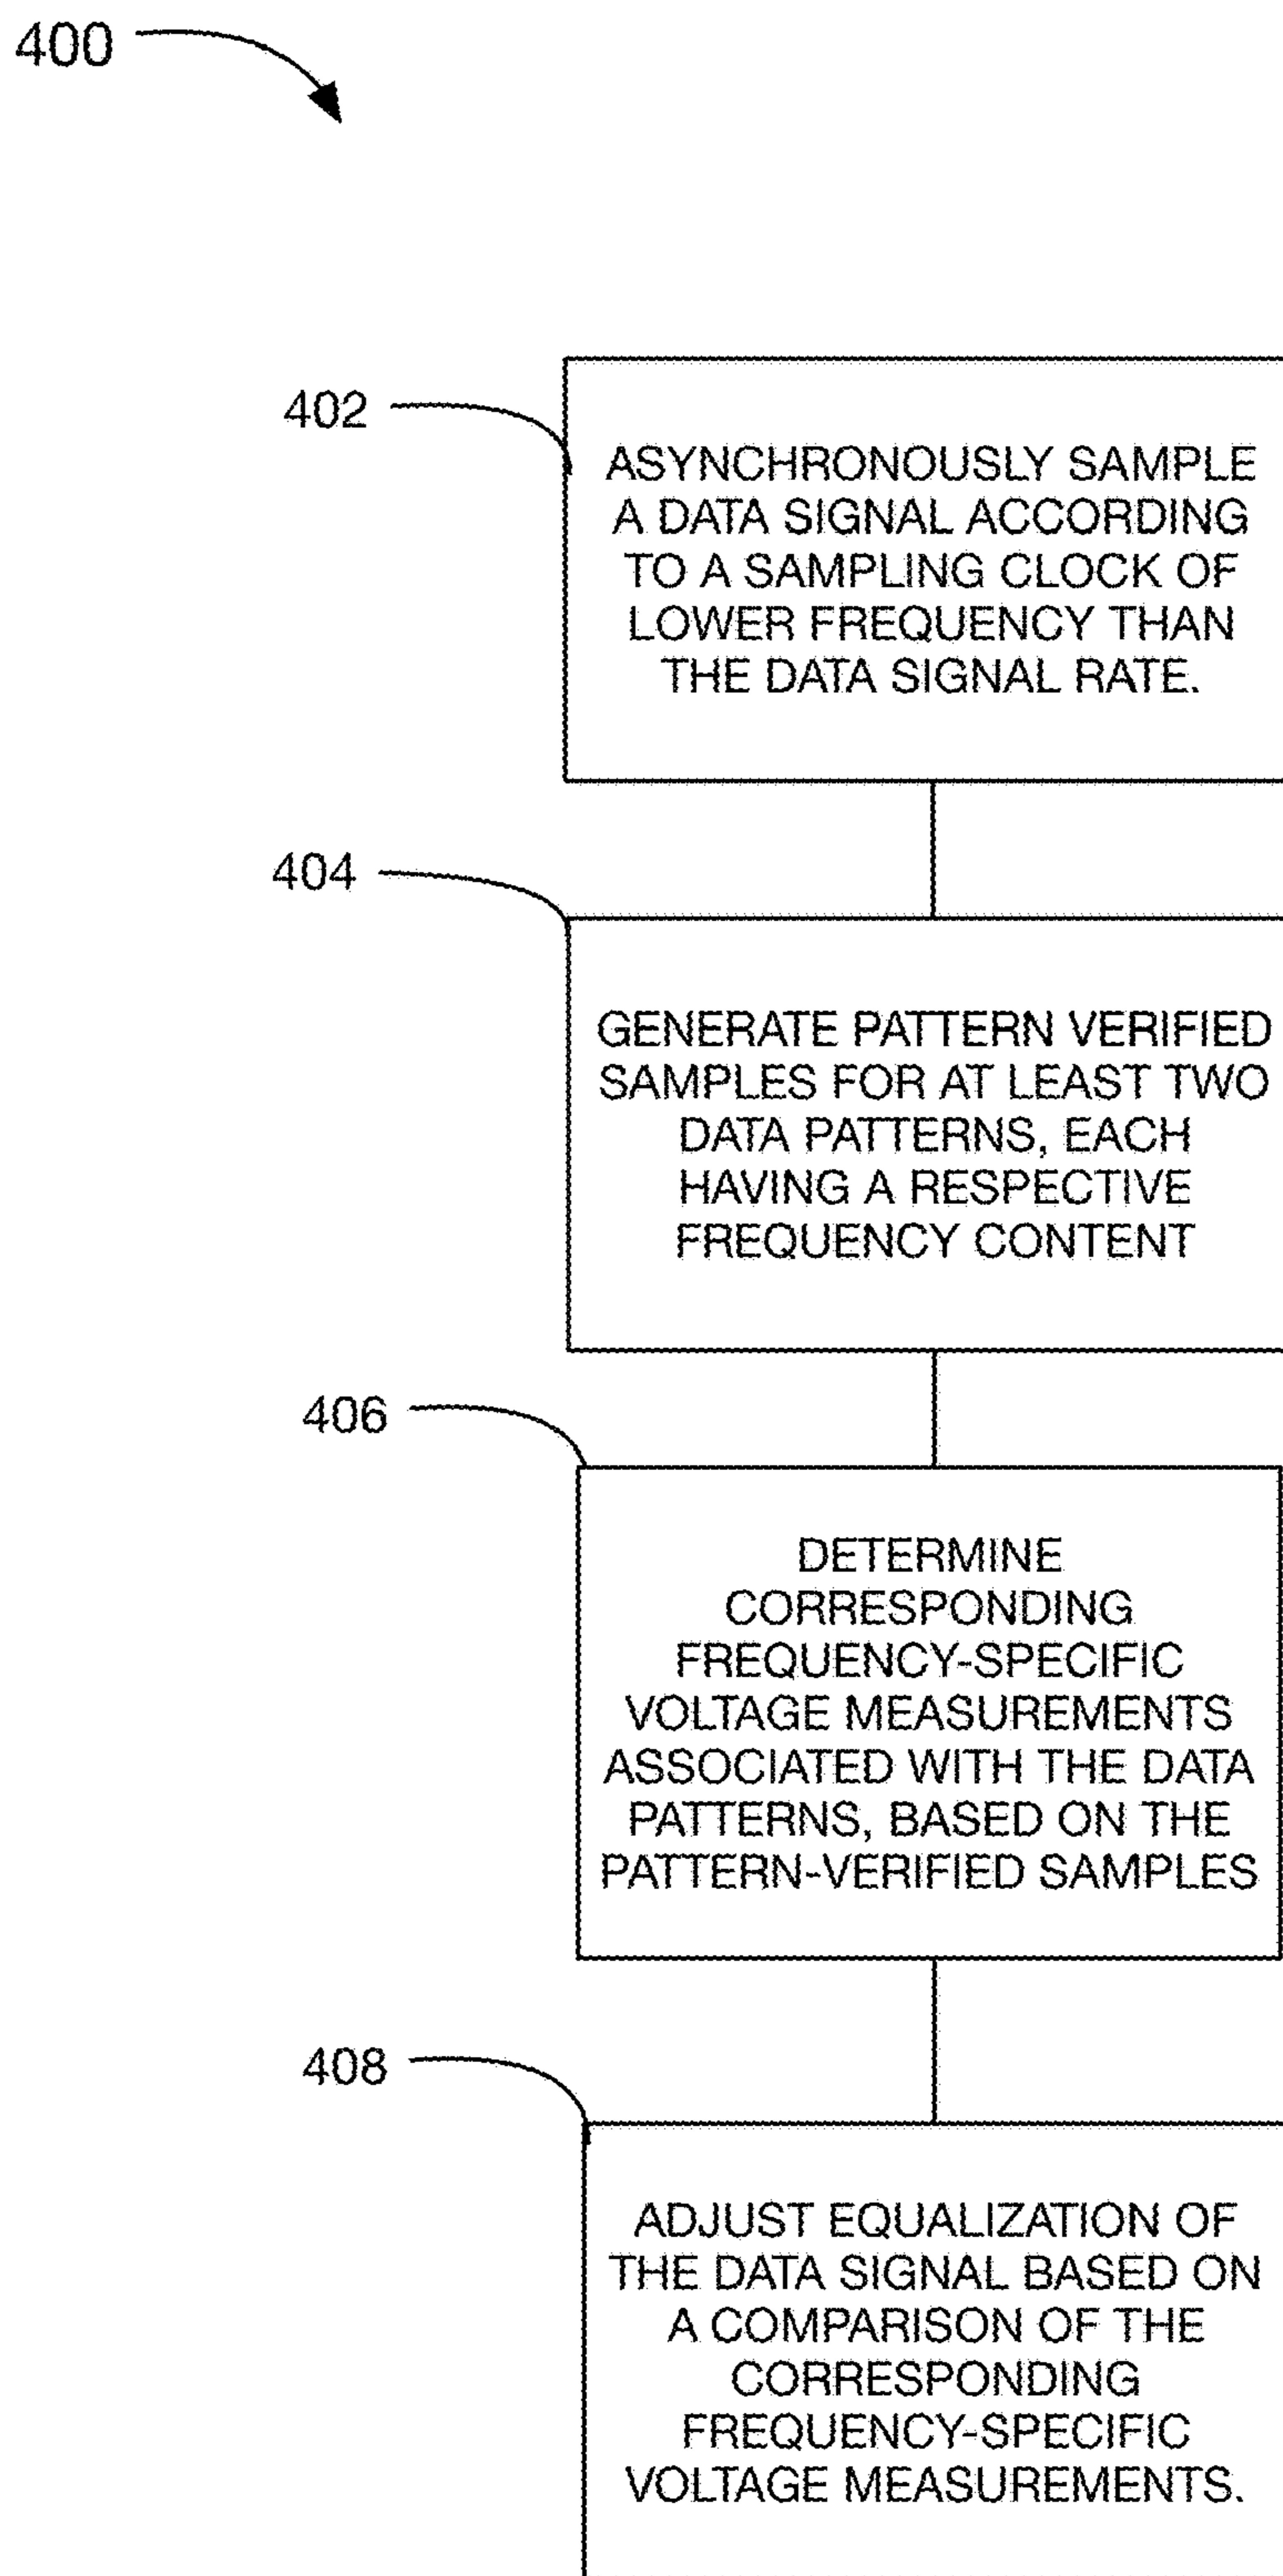 400
402
ASYNCHRONOUSLY SAMPLE
A DATA SIGNAL ACCORDING
TO A SAMPLING CLOCK OF
LOWER FREQUENCY THAN
THE DATA SIGNAL RATE.
404
GENERATE PATTERN VERIFIED
SAMPLES FOR AT LEAST TWO
DATA PATTERNS, EACH
HAVING A RESPECTIVE
FREQUENCY CONTENT
406
DETERMINE
CORRESPONDING
FREQUENCY-SPECIFIC
VOLTAGE MEASUREMENTS
ASSOCIATED WITH THE DATA
PATTERNS, BASED ON THE
PATTERN-VERIFIED SAMPLES
408
ADJUST EQUALIZATION OF
THE DATA SIGNAL BASED ON
A COMPARISON OF THE
CORRESPONDING
FREQUENCY-SPECIFIC
VOLTAGE MEASUREMENTS.